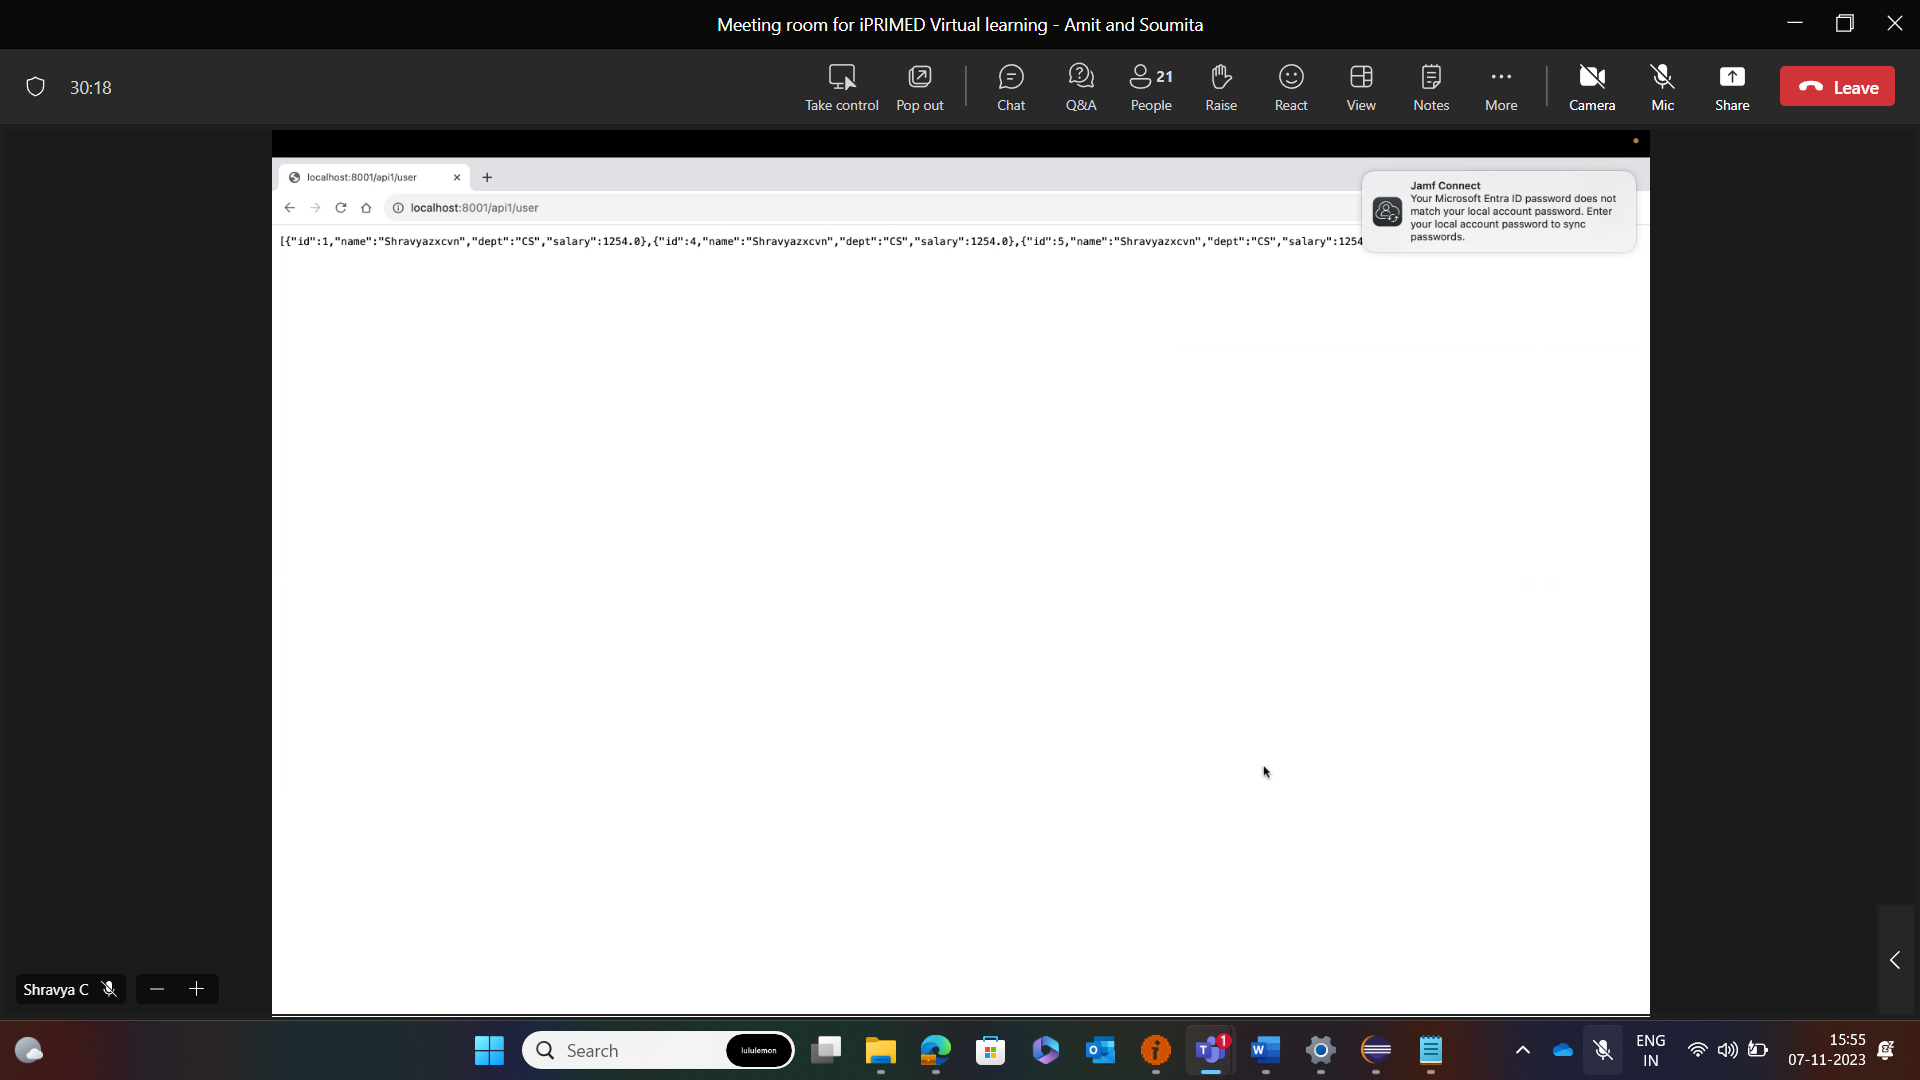 Meeting room for iPRIMED Virtual learning - Amit and Soumita
30:18
Take control
Pop out
Chat
Q&A
21
People
Raise
React
View
Notes
More
Camera
Mic
Share
Leave
localhost:8001/api1/user
localhost:8001/api1/user
[{"id":1,"name":"Shravyazxcvn","dept":"CS","salary":1254.0},{"id":4,"name":"Shravyazxcvn","dept":"CS","salary":1254.0},{"id":5,"name":"Shravyazxcvn","dept":"CS","salary":1254
Jamf Connect
Your Microsoft Entra ID password does not
match your local account password. Enter
your local account password to sync
passwords.
Shravya C
Search
lululemon
1
ENG
IN
15:55
07-11-2023